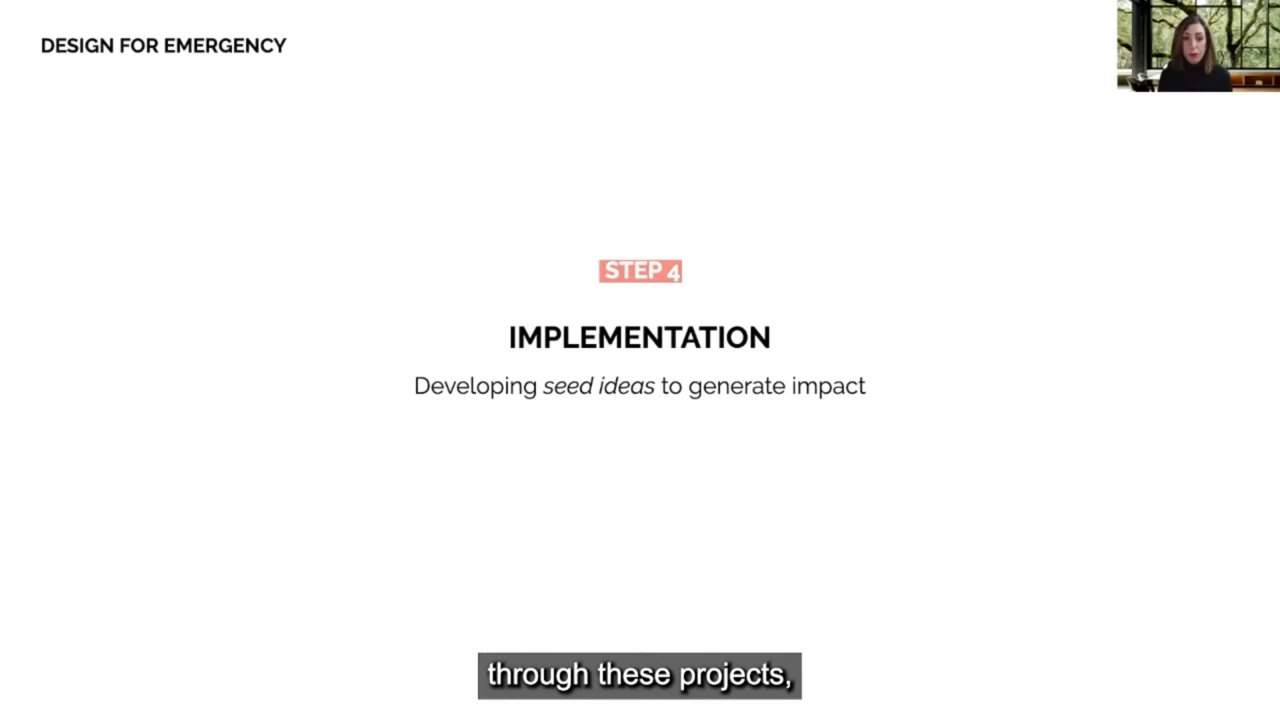 DESIGN FOR EMERGENCY
STEP 4
IMPLEMENTATION
Developing seed ideas to generate impact
through these projects,